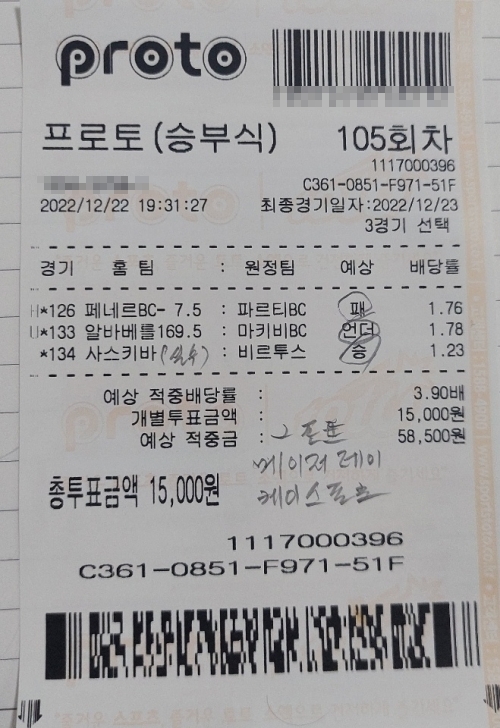 proto
프로토(승부식) 105회차
1117000396
C361-0851-F971-51F
2022/12/22 19:31:27 최종경기일자:2022/12/23
3경기 선택
경기 홈 팀 : 원정팀 예상 배당률
H*126 페네르BC- 7.5 : 파르티BC 패 1.76
U*133 알바베를169.5 : 마키비BC 언더 1.78
*134 사스키바 : 비르투스 승 1.23
예상 적중배당률 : 3.90배
개별투표금액 : 15,000원
예상 적중금 : 58,500원
메이저 레이
총투표금액 15,000원
1117000396
C361-0851-F971-51F